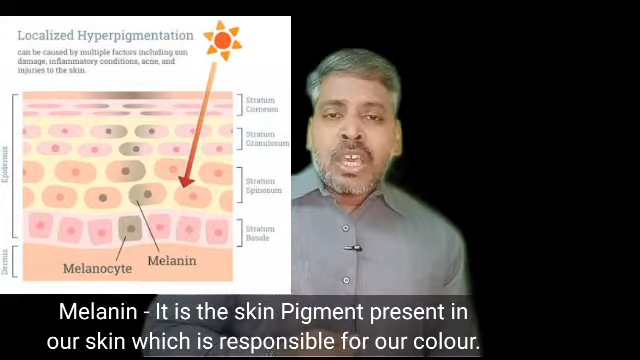 Localized Hyperpigmentation
can be caused by multiple factors including sun
damage, inflammatory conditions, acne, and
injuries to the skin.
Stratum
Corneum
Stratum
Granulosum
Stratum
Spinosum
Stratum
Basale
Epidermis
Dermis
Melanocyte
Melanin
Melanin - It is the skin Pigment present in
our skin which is responsible for our colour.